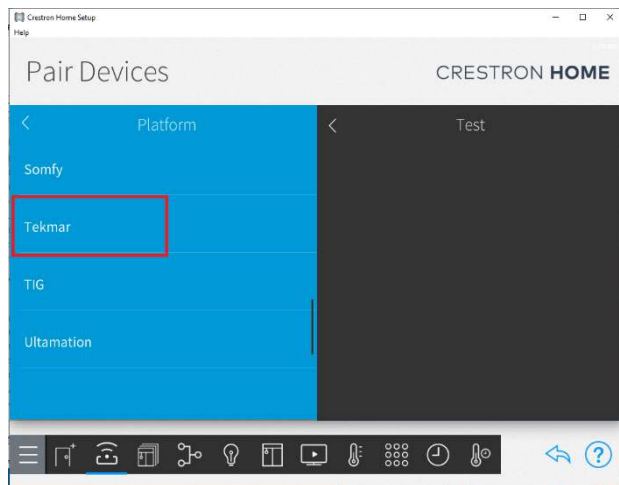 Crestron Home Setup
Help
Pair Devices
CRESTRON HOME
Platform
Test
Somfy
Tekmar
TIG
Ultamation
?